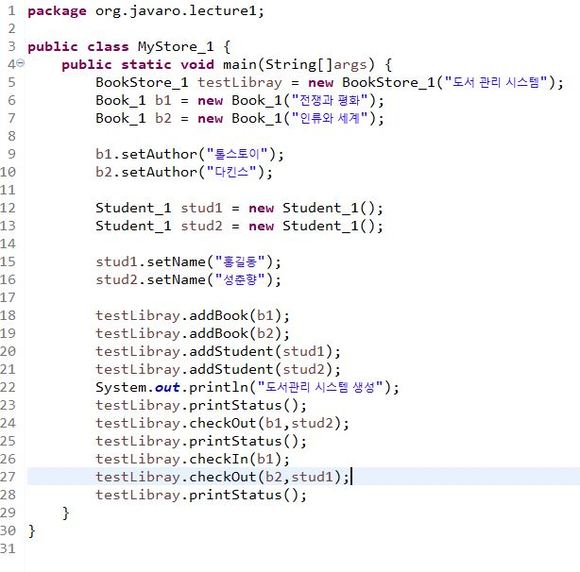 1 package org.javaro.lecture1;
2
3 public class MyStore_1 {
4 public static void main(String[]args) {
5 BookStore_1 testLibray = new BookStore_1("도서 관리 시스템");
6 Book_1 b1 = new Book_1("전쟁과 평화");
7 Book_1 b2 = new Book_1("인류와 세계");
8
9 b1.setAuthor("톨스토이");
10 b2.setAuthor("다킨스");
11
12 Student_1 stud1 = new Student_1();
13 Student_1 stud2 = new Student_1();
14
15 stud1.setName("홍길동");
16 stud2.setName("성춘향");
17
18 testLibray.addBook(b1);
19 testLibray.addBook(b2);
20 testLibray.addStudent(stud1);
21 testLibray.addStudent(stud2);
22 System.out.println("도서관리 시스템 생성");
23 testLibray.printStatus();
24 testLibray.checkOut(b1,stud2);
25 testLibray.printStatus();
26 testLibray.checkIn(b1);
27 testLibray.checkOut(b2,stud1);
28 testLibray.printStatus();
29 }
30 }
31